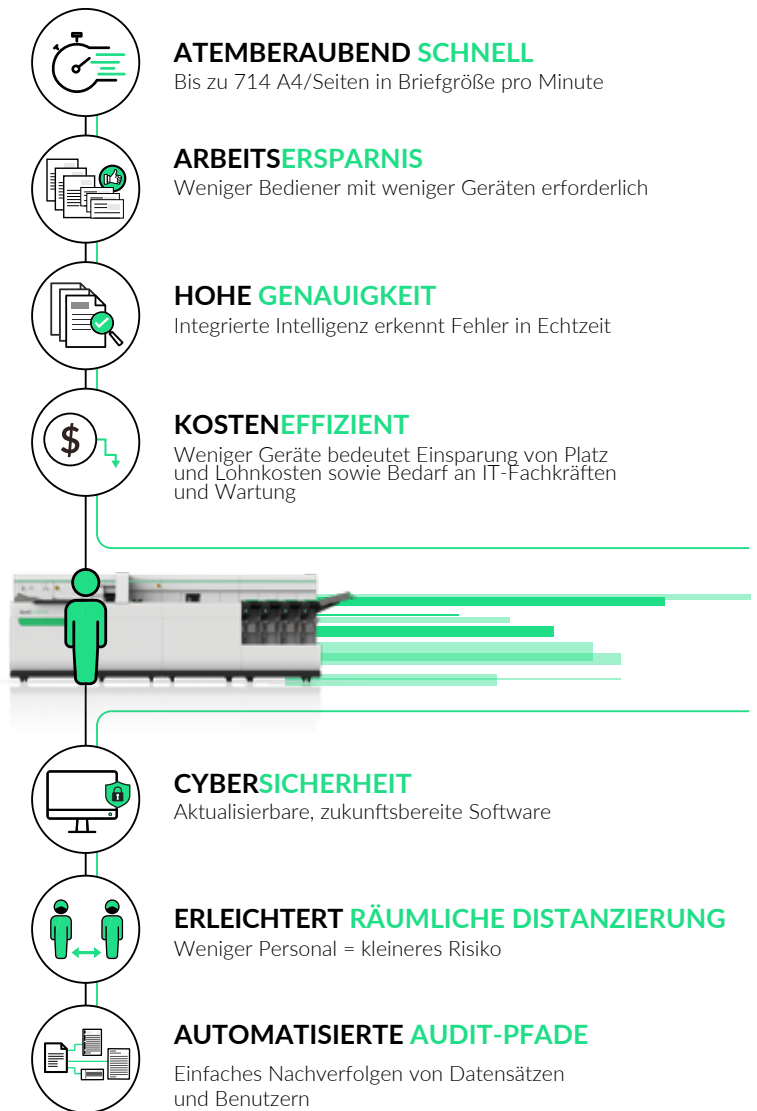 ATEMBERAUBEND SCHNELL
Bis zu 714 A4/Seiten in Briefgröße pro Minute
ARBEITSERSPARNIS
Weniger Bediener mit weniger Geräten erforderlich
HOHE GENAUIGKEIT
Integrierte Intelligenz erkennt Fehler in Echtzeit
$
KOSTENEFFIZIENT
Weniger Geräte bedeutet Einsparung von Platz
und Lohnkosten sowie Bedarf an IT-Fachkräften
und Wartung
CYBERSICHERHEIT
Aktualisierbare, zukunftsbereite Software
ERLEICHTERT RÄUMLICHE DISTANZIERUNG
Weniger Personal = kleineres Risiko
AUTOMATISIERTE AUDIT-PFADE
Einfaches Nachverfolgen von Datensätzen
und Benutzern